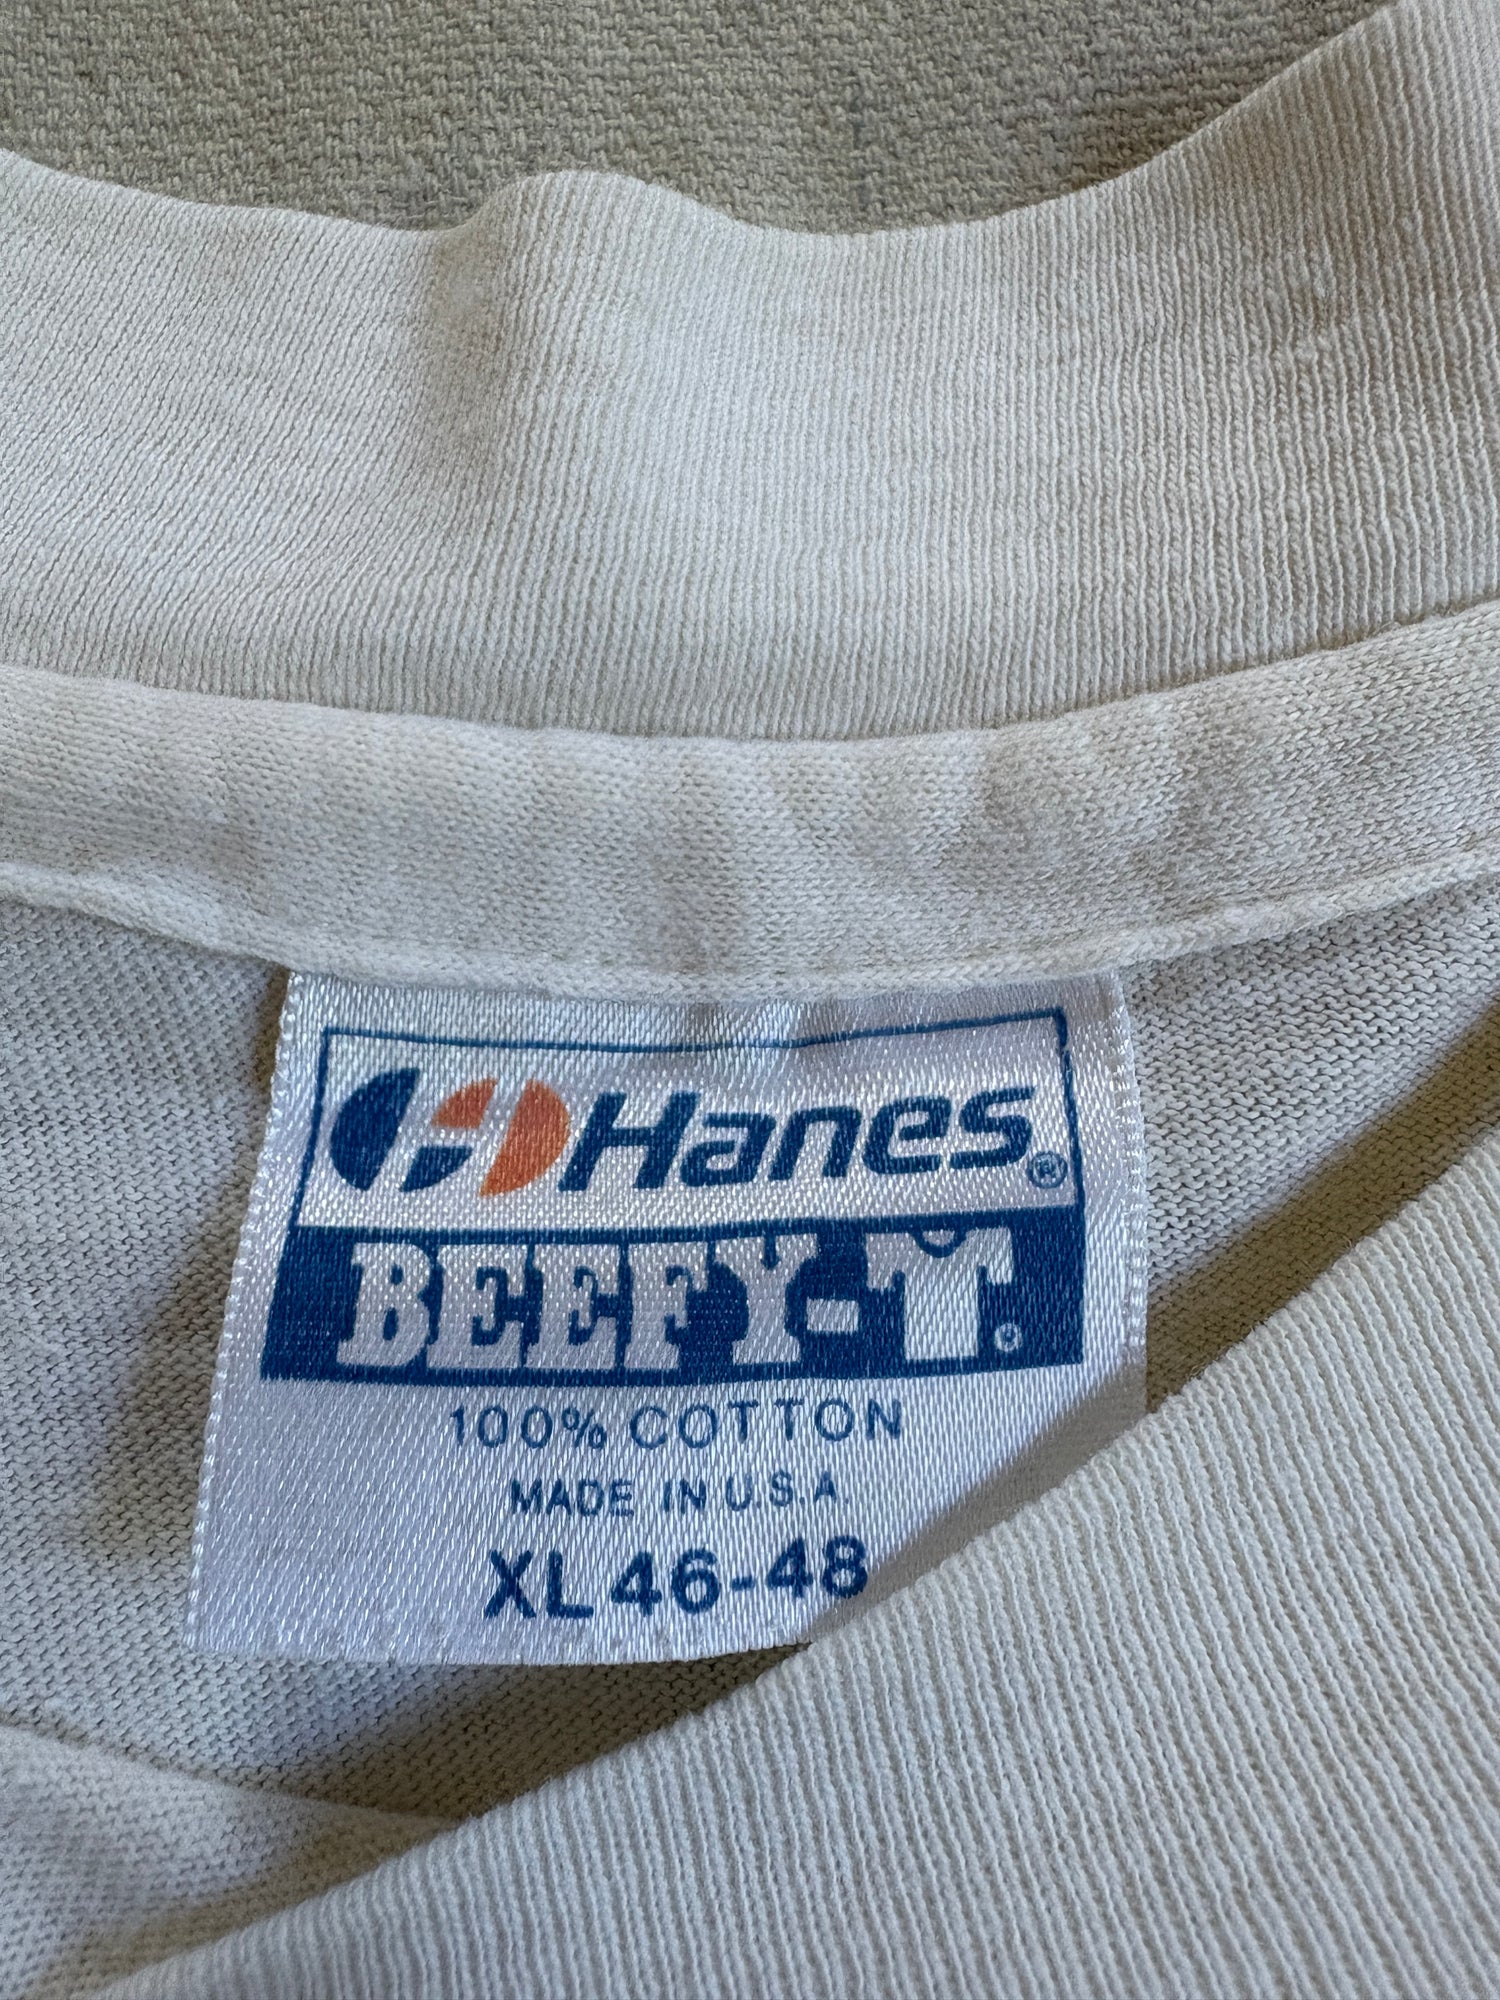 Hanes®
BEEFY-T®
100% COTTON
MADE IN U.S.A.
XL 46-48